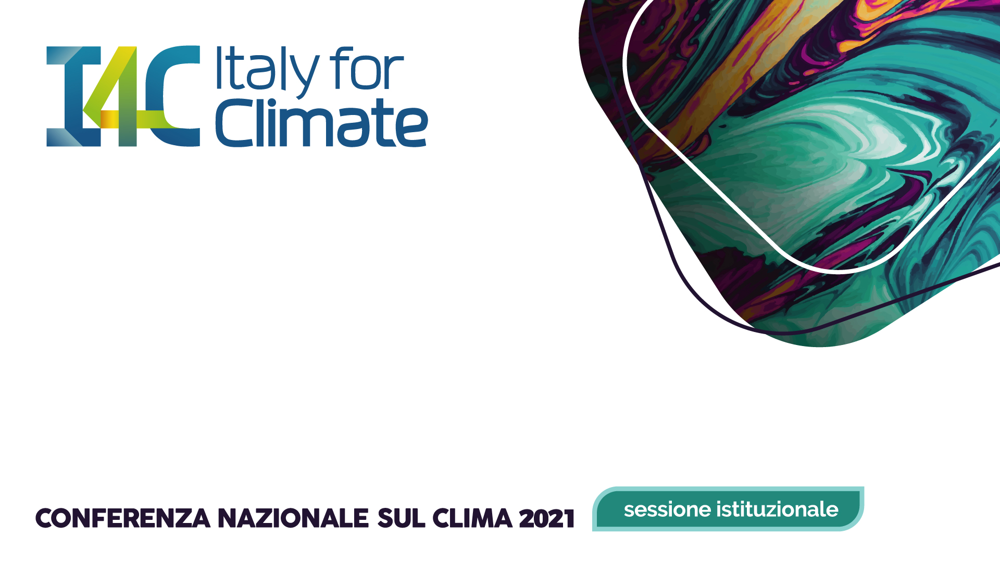 I4C
Italy for
Climate
CONFERENZA NAZIONALE SUL CLIMA 2021
sessione istituzionale